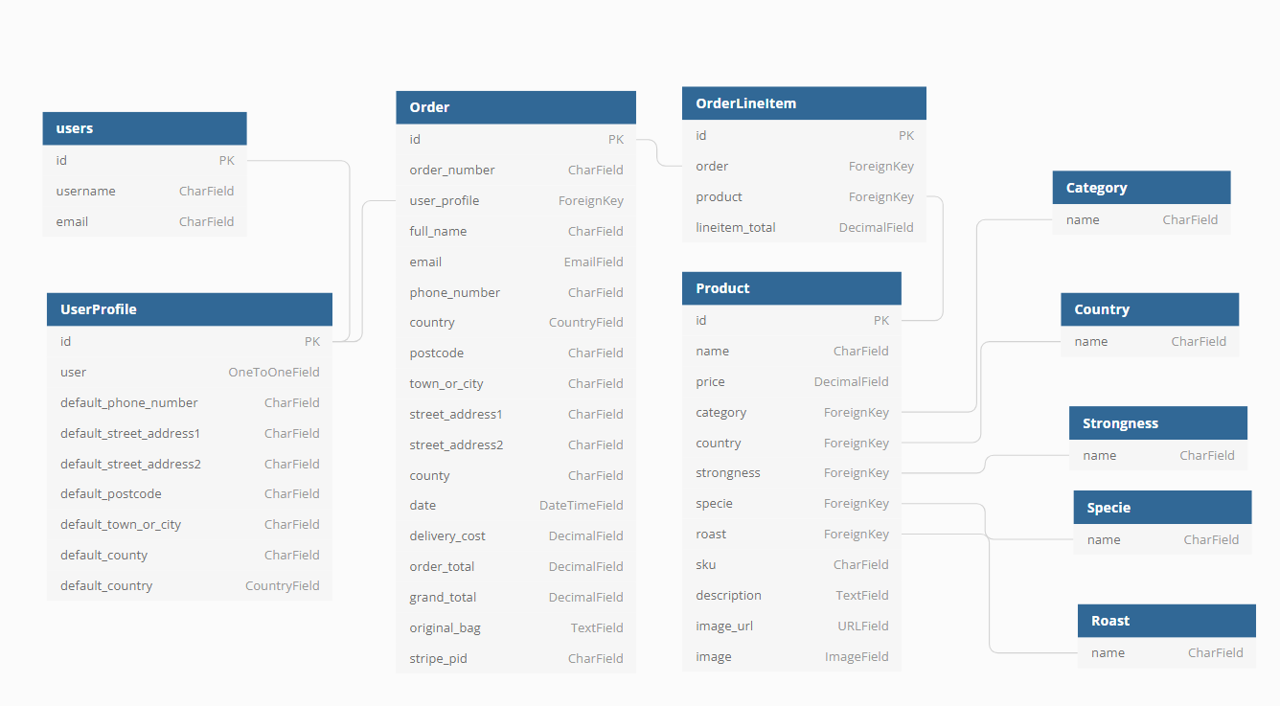 users
id PK
username CharField
email CharField
UserProfile
id PK
user OneToOneField
default_phone_number CharField
default_street_address1 CharField
default_street_address2 CharField
default_postcode CharField
default_town_or_city CharField
default_county CharField
default_country CountryField
Order
id PK
order_number CharField
user_profile ForeignKey
full_name CharField
email EmailField
phone_number CharField
country CountryField
postcode CharField
town_or_city CharField
street_address1 CharField
street_address2 CharField
county CharField
date DateTimeField
delivery_cost DecimalField
order_total DecimalField
grand_total DecimalField
original_bag TextField
stripe_pid CharField
OrderLineItem
id PK
order ForeignKey
product ForeignKey
lineitem_total DecimalField
Product
id PK
name CharField
price DecimalField
category ForeignKey
country ForeignKey
strongness ForeignKey
specie ForeignKey
roast ForeignKey
sku CharField
description TextField
image_url URLField
image ImageField
Category
name CharField
Country
name CharField
Strongness
name CharField
Specie
name CharField
Roast
name CharField